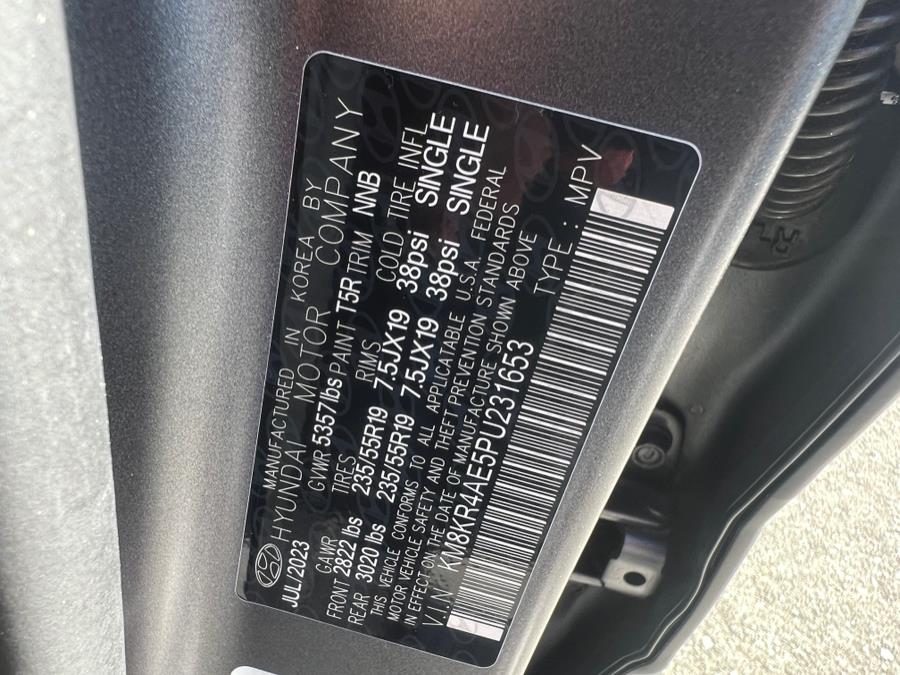 MANUFACTURED IN KOREA BY
HYUNDAI MOTOR COMPANY
JUL/2023 GVWR 5357lbs PAINT T5R TRIM NNB
GAWR TIRES RIMS COLD TIRE INFL
FRONT 2822 lbs 235/55R19 7.5JX19 38psi SINGLE
REAR 3020 lbs 235/55R19 7.5JX19 38psi SINGLE
THIS VEHICLE CONFORMS TO ALL APPLICATABLE U.S.A. FEDERAL
MOTOR VEHICLE SAFETY AND THEFT PREVENTION STANDARDS
IN EFFECT ON THE DATE OF MANUFACTURE SHOWN ABOVE
V.I.N KM8KR4AE5PU231653 TYPE : MPV